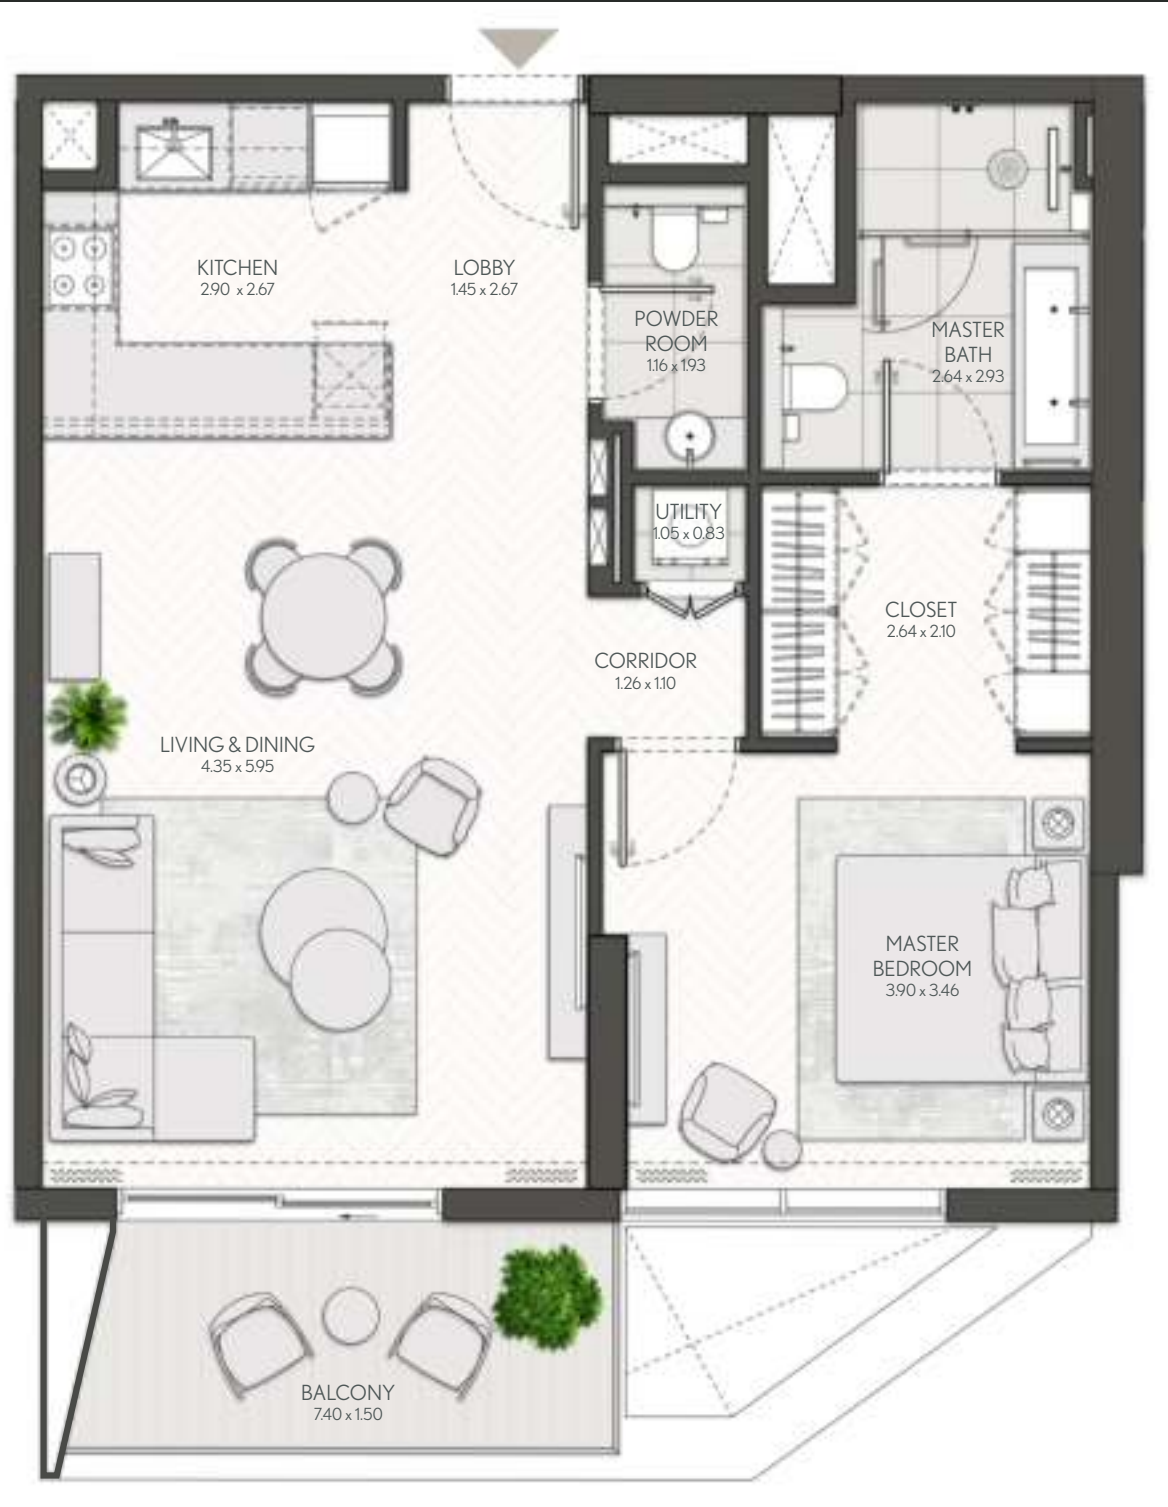 KITCHEN
2.90 x 2.67
LOBBY
1.45 x 2.67
POWDER
ROOM
1.16 x 1.93
MASTER
BATH
2.64 x 2.93
UTILITY
1.05 x 0.83
CLOSET
2.64 x 2.10
CORRIDOR
1.26 x 1.10
LIVING & DINING
4.35 x 5.95
MASTER
BEDROOM
3.90 x 3.46
BALCONY
7.40 x 1.50